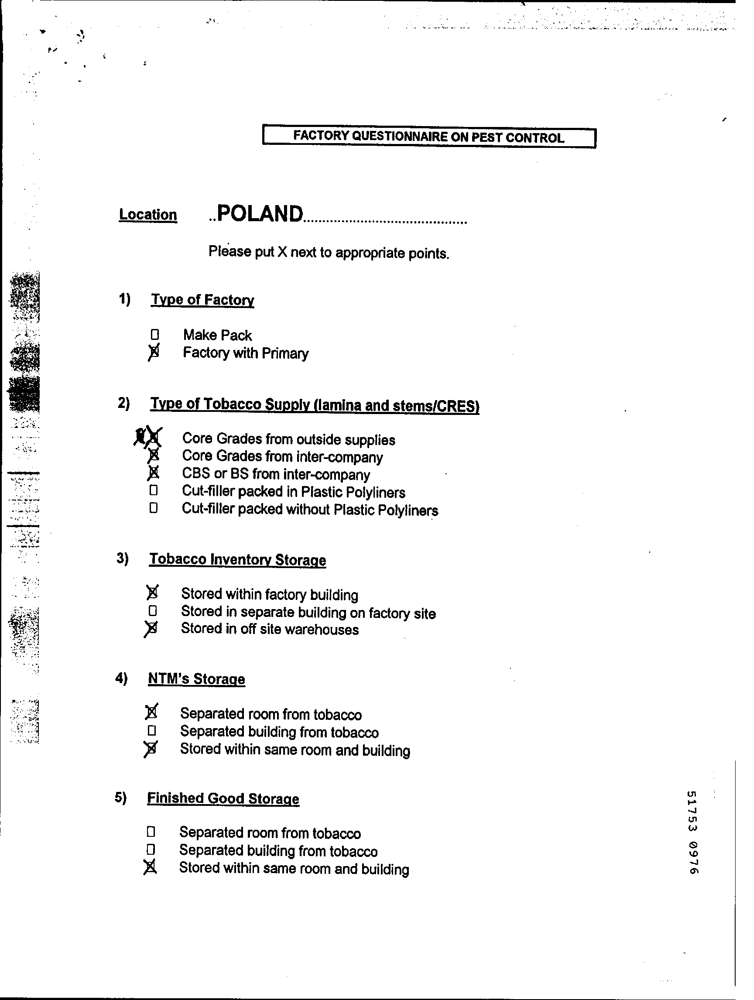 FACTORY QUESTIONNAIRE ON PEST CONTROL
Location ..POLAND............................................
Please put X next to appropriate points.
1) Type of Factory
☐ Make Pack
☒ Factory with Primary
2) Type of Tobacco Supply (lamina and stems/CRES)
☒ Core Grades from outside supplies
☒ Core Grades from inter-company
☒ CBS or BS from inter-company
☐ Cut-filler packed in Plastic Polyliners
☐ Cut-filler packed without Plastic Polyliners
3) Tobacco Inventory Storage
☒ Stored within factory building
☐ Stored in separate building on factory site
☒ Stored in off site warehouses
4) NTM's Storage
☒ Separated room from tobacco
☐ Separated building from tobacco
☒ Stored within same room and building
5) Finished Good Storage
☐ Separated room from tobacco
☐ Separated building from tobacco
☒ Stored within same room and building
51753 0976